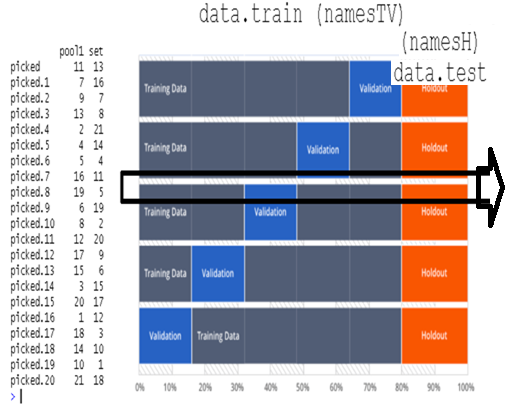 data.train (namesTV)
(namesH)
data.test
pool1 set
picked 11 13
picked.1 7 16
picked.2 9 7
picked.3 13 8
picked.4 2 21
picked.5 4 14
picked.6 5 4
picked.7 16 11
picked.8 19 5
picked.9 6 19
picked.10 8 2
picked.11 12 20
picked.12 17 9
picked.13 15 6
picked.14 3 15
picked.15 20 17
picked.16 1 12
picked.17 18 3
picked.18 14 10
picked.19 10 1
picked.20 21 18
>
Training Data Validation Holdout
Training Data Validation Holdout
Training Data Validation Holdout
Training Data Validation Holdout
Validation Training Data Holdout
0% 10% 20% 30% 40% 50% 60% 70% 80% 90% 100%